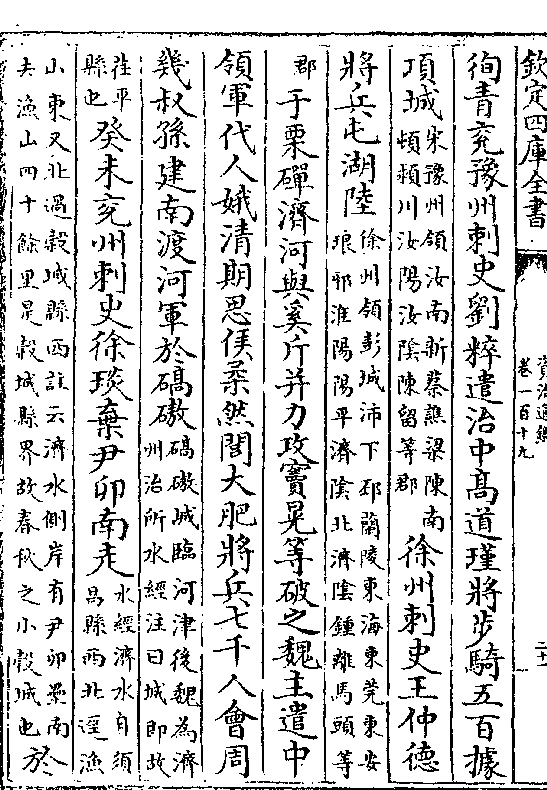 欽定四庫全書
資治通鑑
卷一百十九
二十一
徇青兖豫州刺史劉粹遣治中高道瑾將步騎五百據
項城宋豫州領汝南新蔡譙梁陳南
頓潁川汝陽汝隂陳留等郡徐州刺史王仲德
將兵屯湖陸徐州領彭城沛下邳蘭陵東海東莞東安
琅邪淮陽陽平濟隂北濟隂鍾離馬頭等
郡于栗磾濟河與奚斤并力攻竇晃等破之魏主遣中
領軍代人娥清期思侯柔然閭大肥將兵七千人會周
幾叔孫建南渡河軍於碻磝碻磝城臨河津後魏為濟
州治所水經注曰城即故
茌平
縣也癸未兖州刺史徐琰棄尹卯南走水經濟水自須
昌縣西北逕漁
山東又北過穀城縣西註云濟水側岸有尹卯壘南
去漁山四十餘里是穀城縣界故春秋之小穀城也於